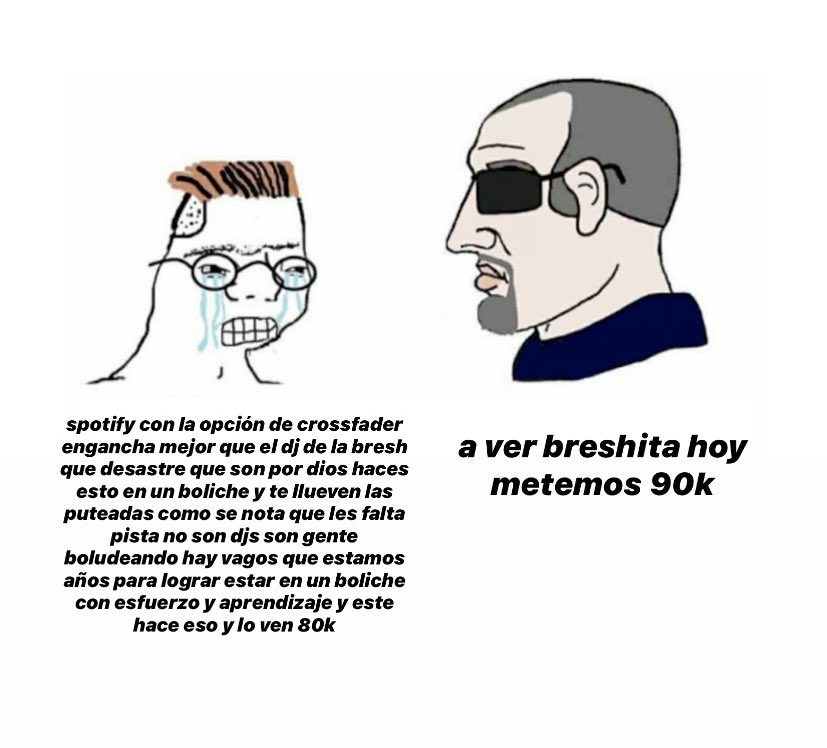 spotify con la opción de crossfader
engancha mejor que el dj de la bresh
que desastre que son por dios haces
esto en un boliche y te llueven las
puteadas como se nota que les falta
pista no son djs son gente
boludeando hay vagos que estamos
años para lograr estar en un boliche
con esfuerzo y aprendizaje y este
hace eso y lo ven 80k
a ver breshita hoy
metemos 90k